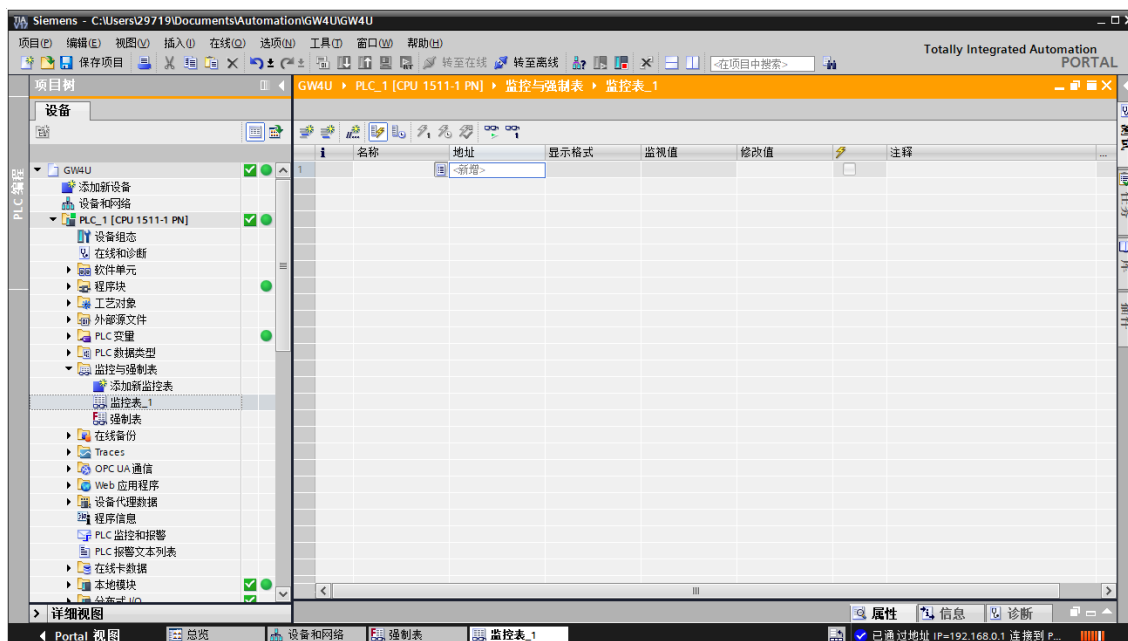 Siemens - C:\Users\29719\Documents\Automation\GW4U\GW4U
项目(P) 编辑(E) 视图(V) 插入(I) 在线(O) 选项(N) 工具(T) 窗口(W) 帮助(H)
Totally Integrated Automation
PORTAL
保存项目 转至在线 转至离线 <在项目中搜索>
项目树
GW4U PLC_1 [CPU 1511-1 PN] 监控与强制表 监控表_1
设备
PLC 编程
i 名称 地址 显示格式 监视值 修改值 注释 ...
1 <新增>
GW4U
添加新设备
设备和网络
PLC_1 [CPU 1511-1 PN]
设备组态
在线和诊断
软件单元
程序块
工艺对象
外部源文件
PLC 变量
PLC 数据类型
监控与强制表
添加新监控表
监控表_1
强制表
在线备份
Traces
OPC UA 通信
Web 应用程序
设备代理数据
程序信息
PLC 监控和报警
PLC 报警文本列表
在线卡数据
本地模块
分布式 I/O
详细视图
属性 信息 诊断
Portal 视图 总览 设备和网络 强制表 监控表_1 已通过地址 IP=192.168.0.1 连接到 P...